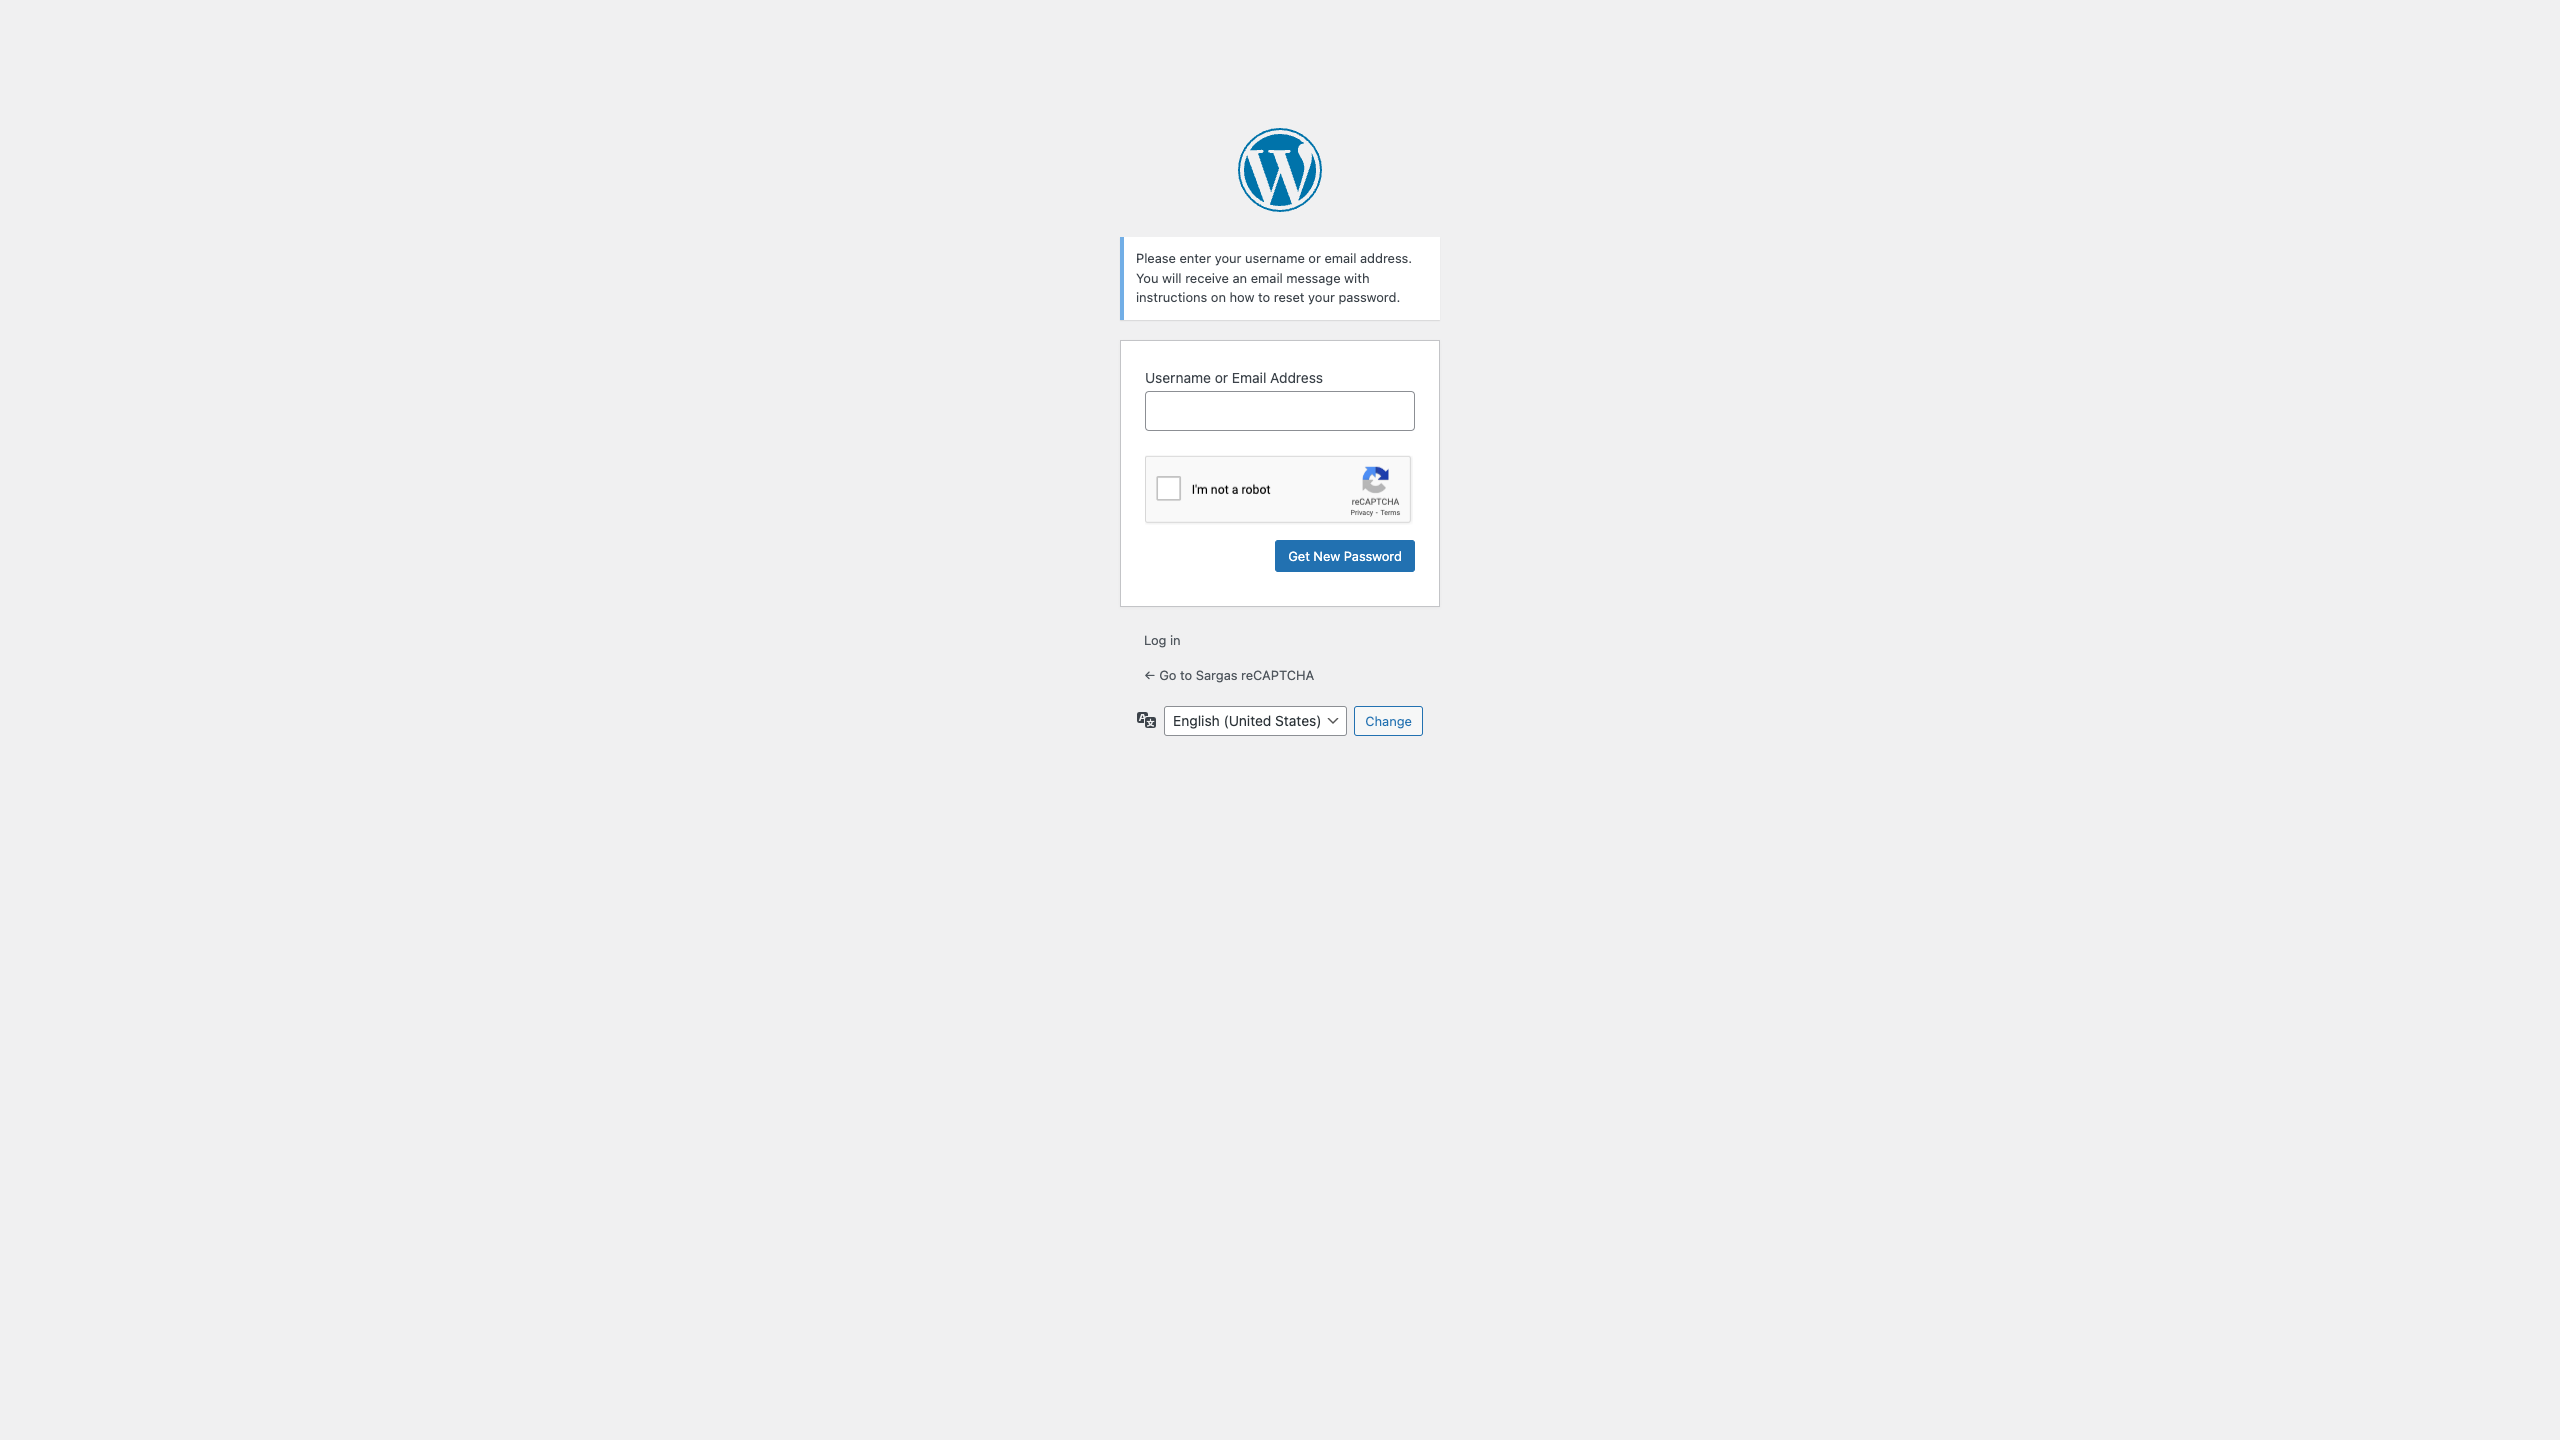 Please enter your username or email address.
You will receive an email message with
instructions on how to reset your password.
Username or Email Address
I'm not a robot
reCAPTCHA
Privacy - Terms
Get New Password
Log in
← Go to Sargas reCAPTCHA
English (United States)
Change